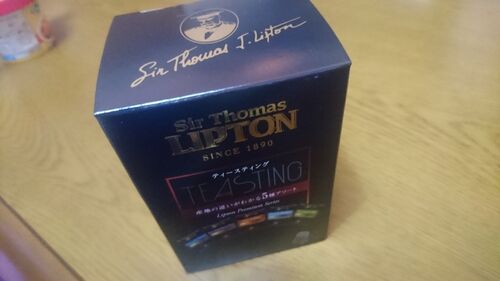 Sir Thomas J. Lipton
Sir Thomas
LIPTON
SINCE 1890
ティースティング
TEASTING
産地の違いがわかる5種アソート
Lipton Premium Series